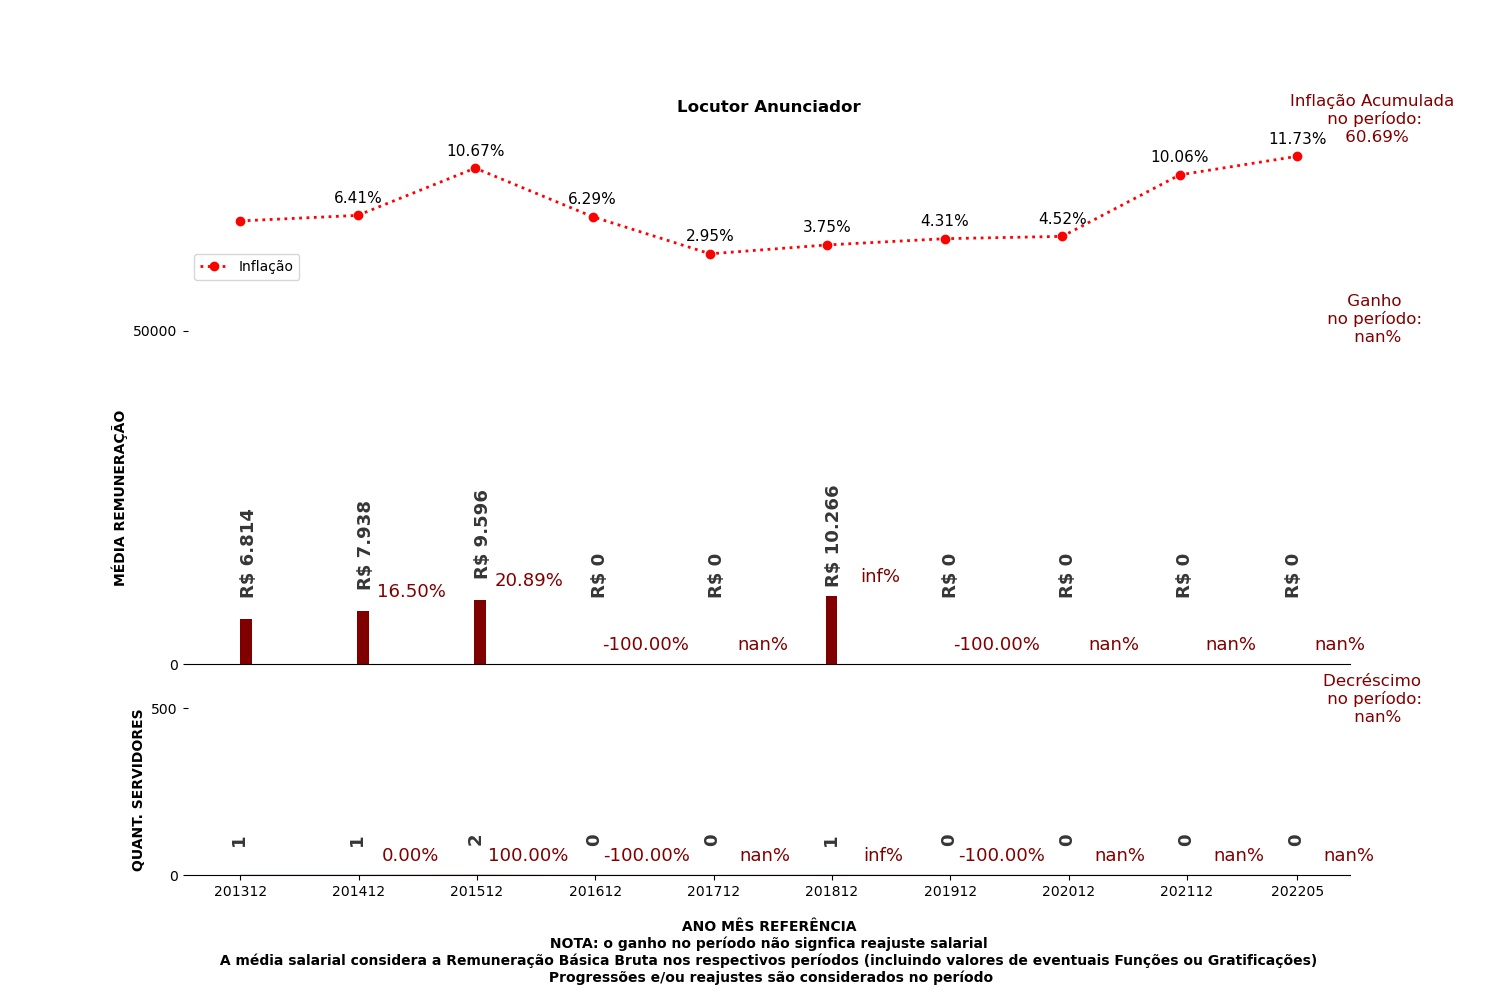 Locutor Anunciador
Inflação Acumulada
no período:
60.69%
6.41%
10.67%
6.29%
2.95%
3.75%
4.31%
4.52%
10.06%
11.73%
Inflação
Ganho
no período:
nan%
50000
0
MÉDIA REMUNERAÇÃO
R$ 6.814
R$ 7.938
R$ 9.596
R$ 0
R$ 0
R$ 10.266
R$ 0
R$ 0
R$ 0
R$ 0
16.50%
20.89%
-100.00%
nan%
inf%
-100.00%
nan%
nan%
nan%
Decréscimo
no período:
nan%
500
0
QUANT. SERVIDORES
1
1
2
0
0
1
0
0
0
0
0.00%
100.00%
-100.00%
nan%
inf%
-100.00%
nan%
nan%
nan%
201312
201412
201512
201612
201712
201812
201912
202012
202112
202205
ANO MÊS REFERÊNCIA
NOTA: o ganho no período não signfica reajuste salarial
A média salarial considera a Remuneração Básica Bruta nos respectivos períodos (incluindo valores de eventuais Funções ou Gratificações)
Progressões e/ou reajustes são considerados no período